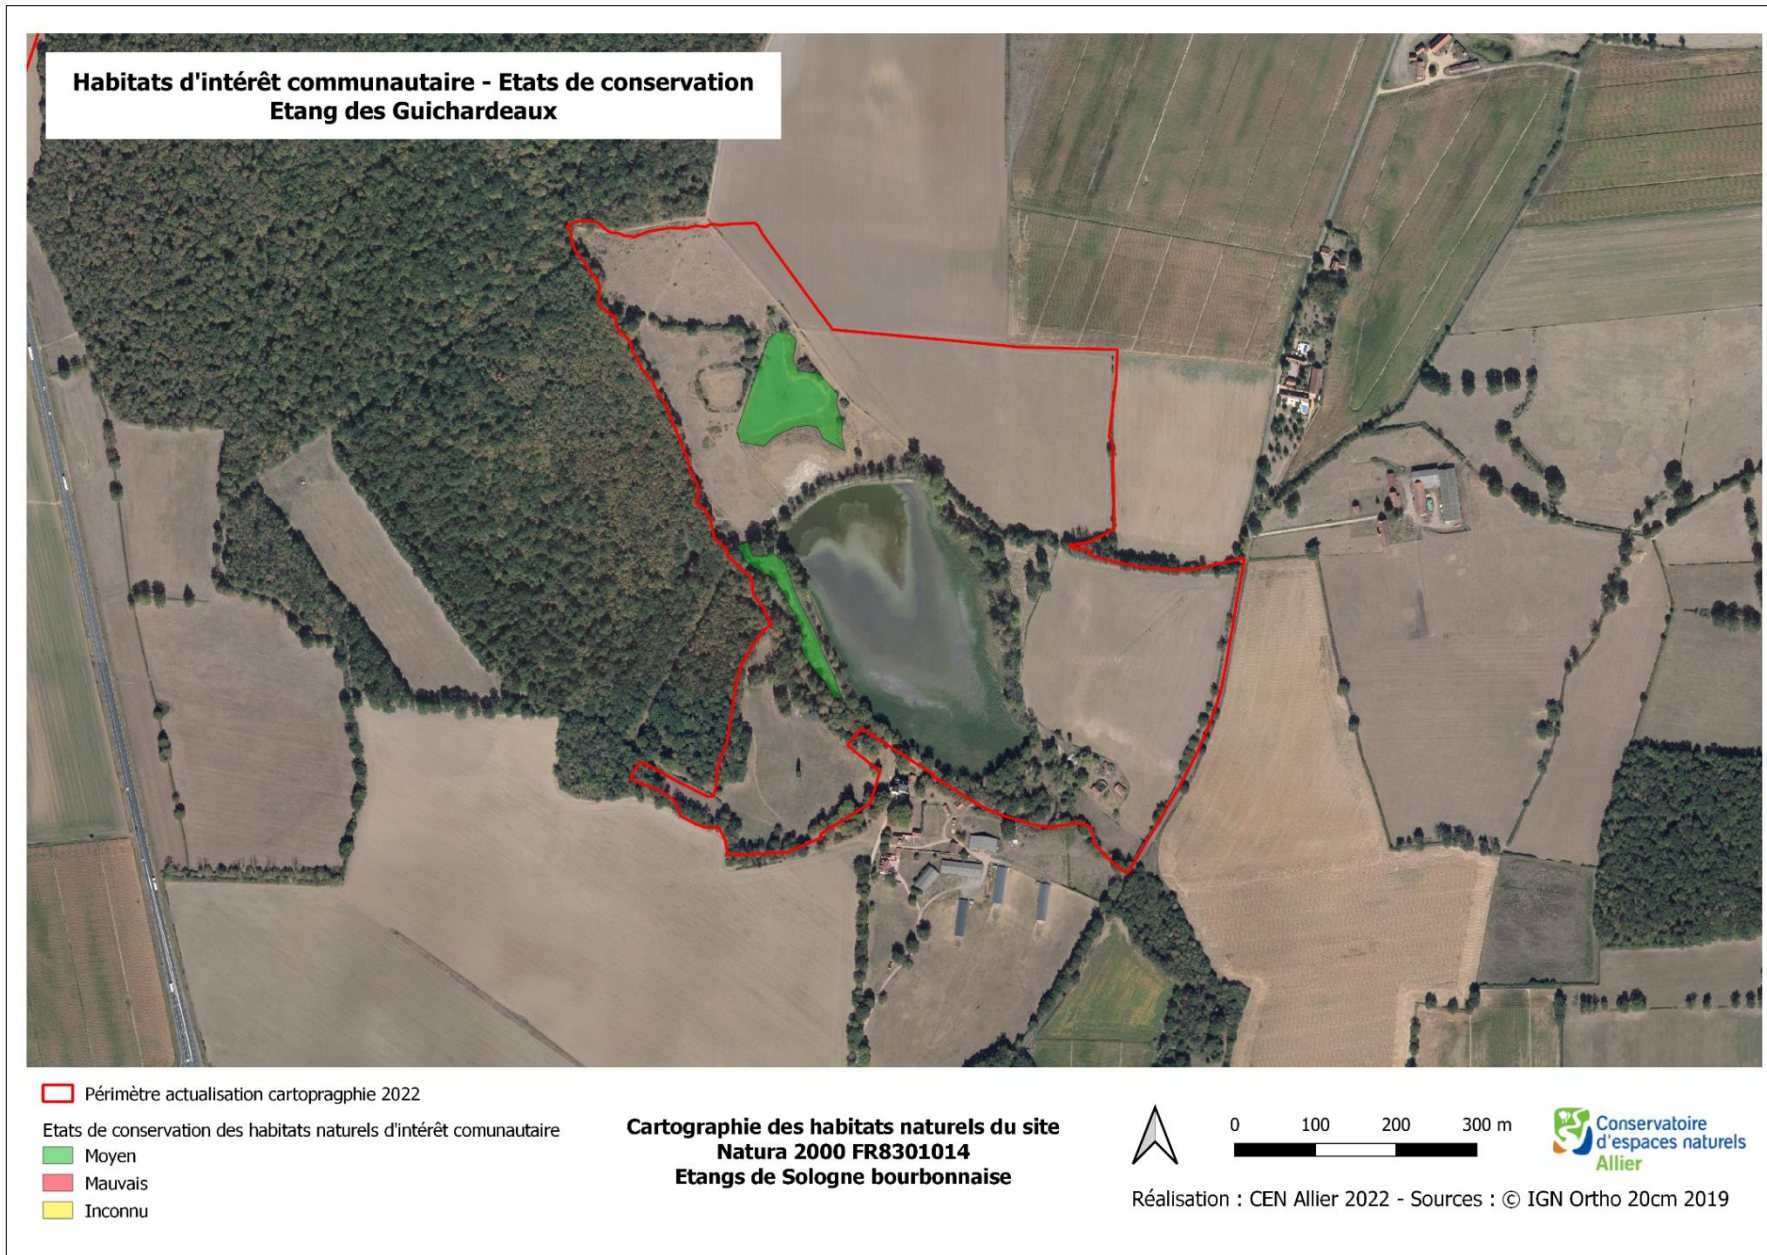 Habitats d'intérêt communautaire - Etats de conservation
Etang des Guichardeaux
Périmètre actualisation cartopragphie 2022
Etats de conservation des habitats naturels d'intérêt comunautaire
Moyen
Mauvais
Inconnu
Cartographie des habitats naturels du site
Natura 2000 FR8301014
Etangs de Sologne bourbonnaise
0 100 200 300 m
Conservatoire
d'espaces naturels
Allier
Réalisation : CEN Allier 2022 - Sources : © IGN Ortho 20cm 2019